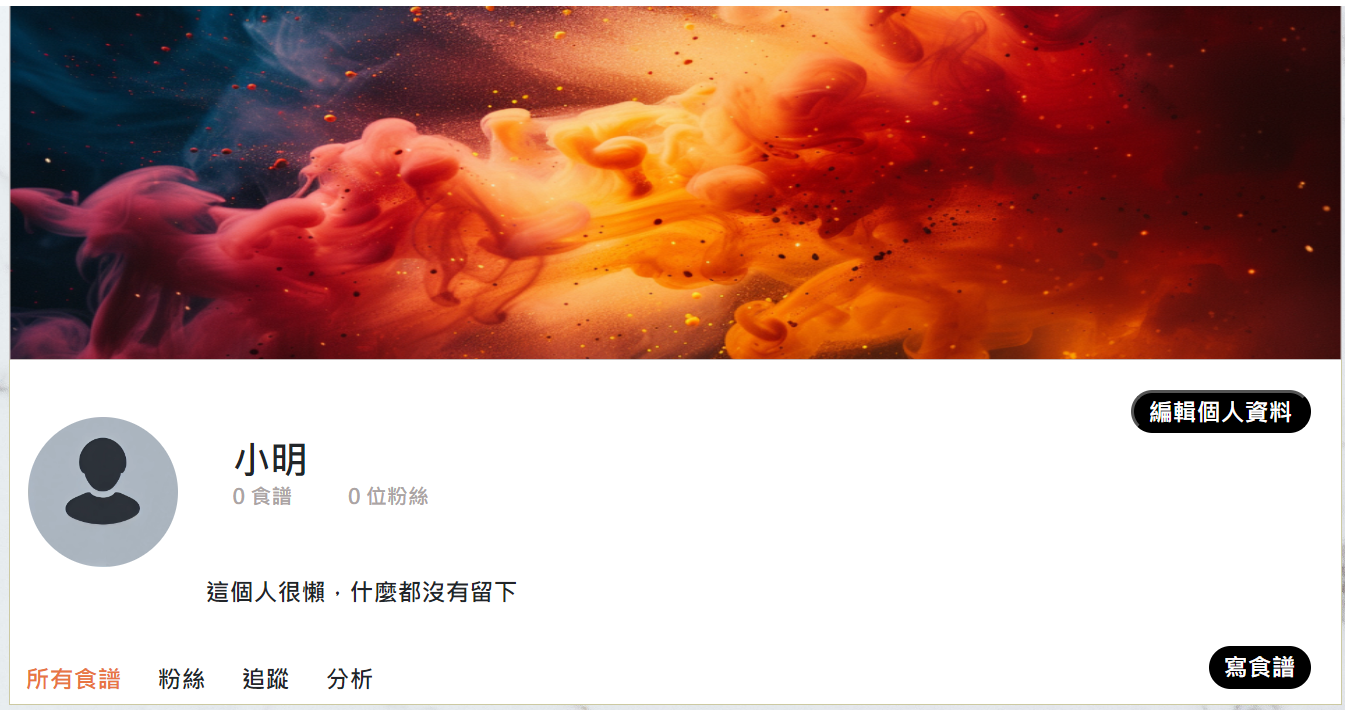 編輯個人資料
小明
0 食譜 0 位粉絲
這個人很懶，什麼都沒有留下
所有食譜 粉絲 追蹤 分析
寫食譜